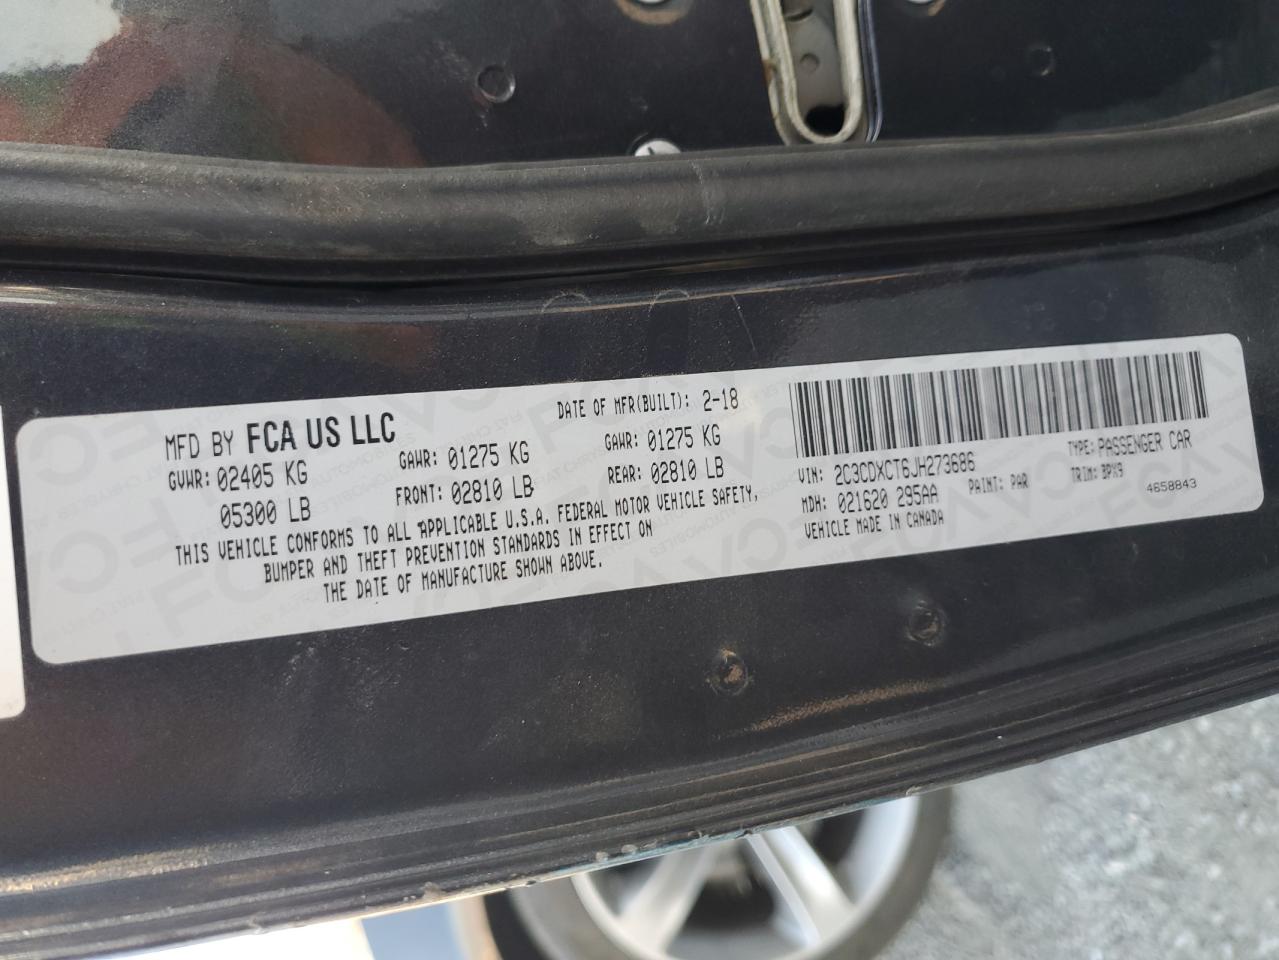 MFD BY FCA US LLC
DATE OF MFR(BUILT): 2-18
GVWR: 02405 KG
05300 LB
GAWR: 01275 KG
FRONT: 02810 LB
GAWR: 01275 KG
REAR: 02810 LB
THIS VEHICLE CONFORMS TO ALL APPLICABLE U.S.A. FEDERAL MOTOR VEHICLE SAFETY,
BUMPER AND THEFT PREVENTION STANDARDS IN EFFECT ON
THE DATE OF MANUFACTURE SHOWN ABOVE.
VIN: 2C3CDXCT6JH273686
TYPE: PASSENGER CAR
MDH: 021620 295AA
PAINT: PAR
TRIM: BPX9
VEHICLE MADE IN CANADA
4658843